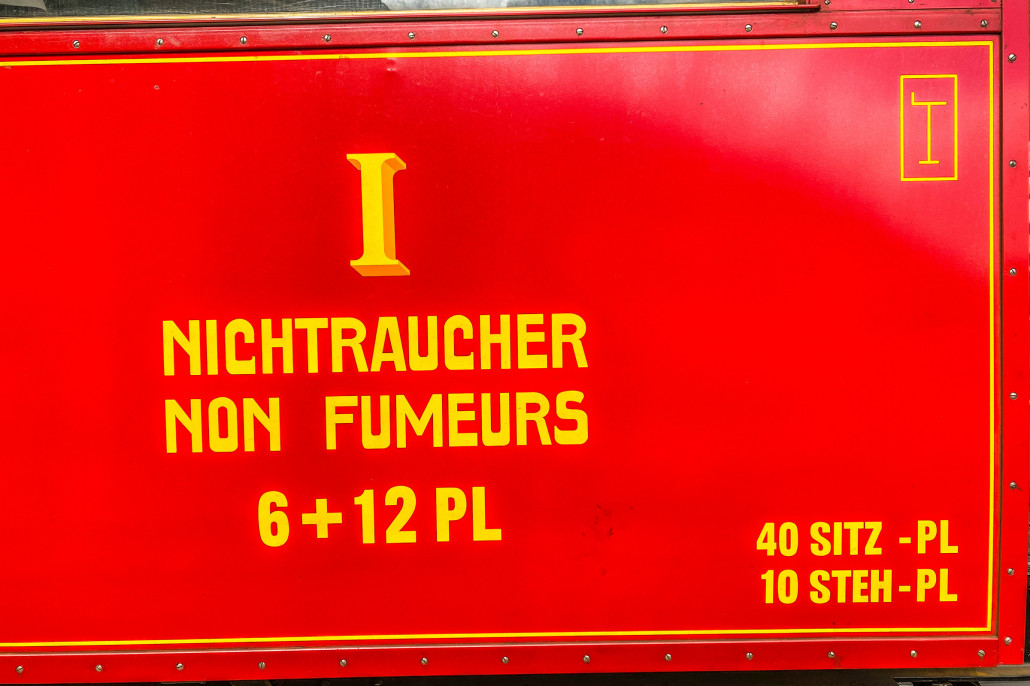 I
NICHTRAUCHER
NON FUMEURS
6+12 PL
40 SITZ -PL
10 STEH-PL